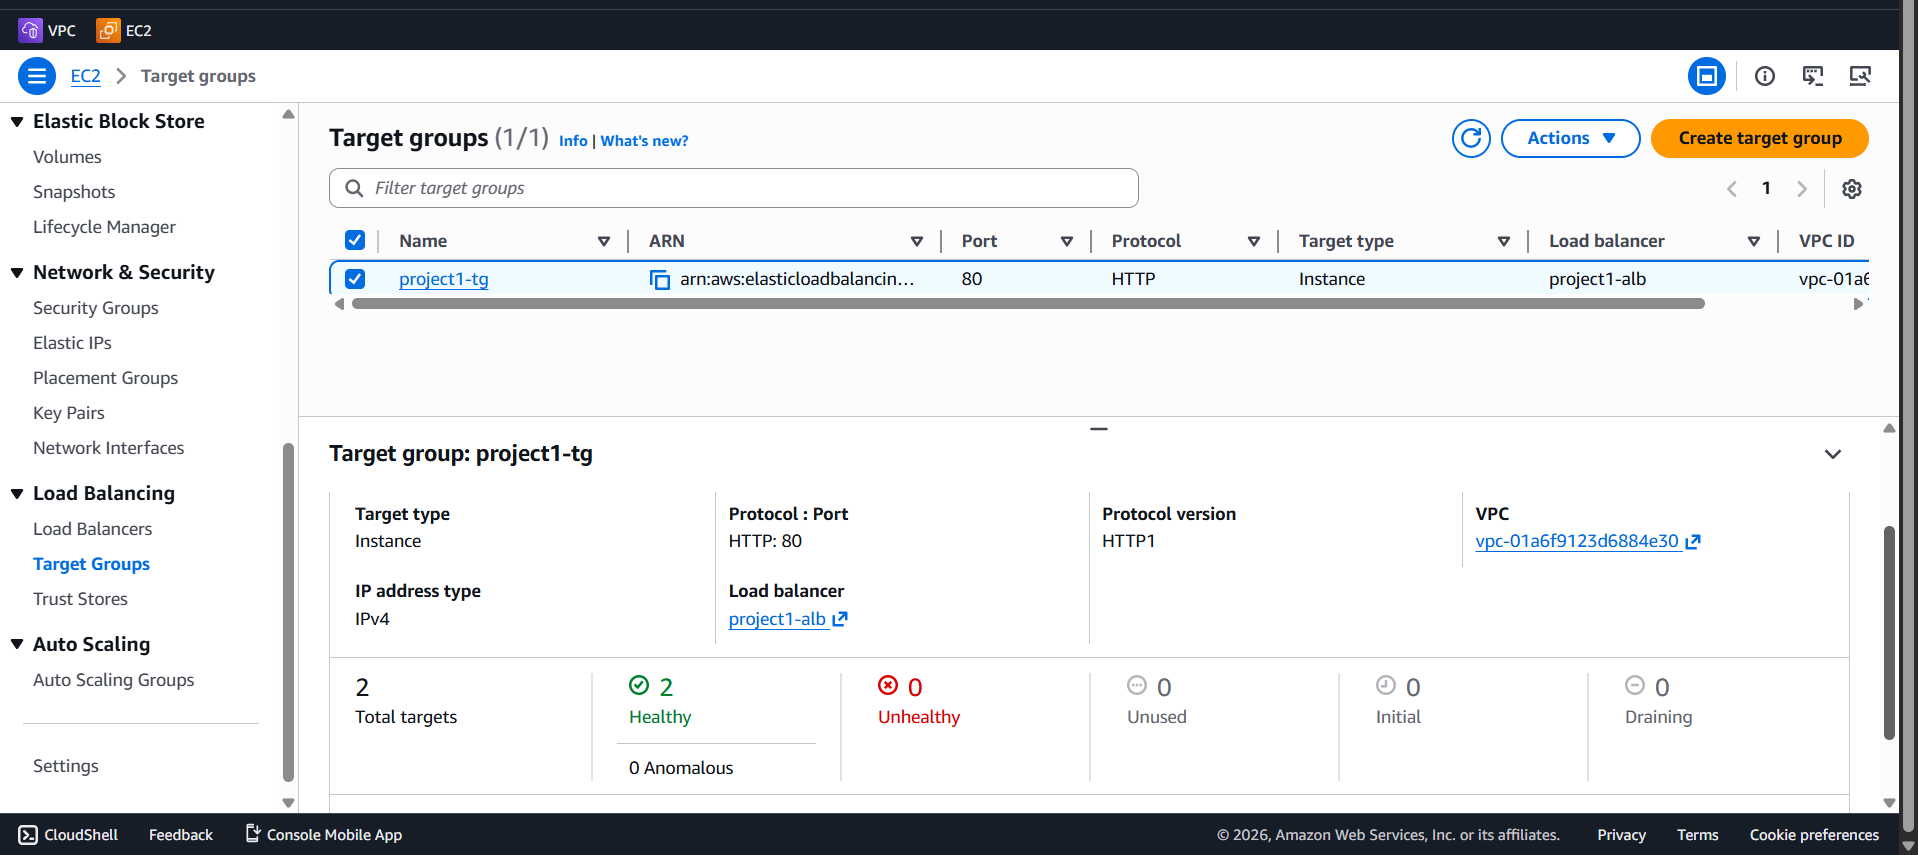 VPC EC2
EC2 Target groups
Elastic Block Store
Volumes
Snapshots
Lifecycle Manager
Network & Security
Security Groups
Elastic IPs
Placement Groups
Key Pairs
Network Interfaces
Load Balancing
Load Balancers
Target Groups
Trust Stores
Auto Scaling
Auto Scaling Groups
Settings
Target groups (1/1) Info | What's new?
Actions Create target group
Filter target groups
1
Name ARN Port Protocol Target type Load balancer VPC ID
project1-tg arn:aws:elasticloadbalancin... 80 HTTP Instance project1-alb vpc-01a6
Target group: project1-tg
Target type Protocol : Port Protocol version VPC
Instance HTTP: 80 HTTP1 vpc-01a6f9123d6884e30
IP address type Load balancer
IPv4 project1-alb
2 2 0 0 0 0
Total targets Healthy Unhealthy Unused Initial Draining
0 Anomalous
CloudShell Feedback Console Mobile App © 2026, Amazon Web Services, Inc. or its affiliates. Privacy Terms Cookie preferences